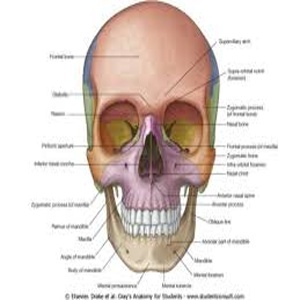 Superciliary arch
Frontal bone
Supra-orbital notch
(foramen)
Glabella
Zygomatic process
(of frontal bone)
Nasion
Nasal bone
Piriform aperture
Frontal process (of maxilla)
Inferior nasal concha
Zygomatic bone
Infra-orbital foramen
Nasal crest
Anterior nasal spine
Zygomatic process (of maxilla)
Alveolar process
Ramus of mandible
Oblique line
Maxilla
Alveolar part of mandible
Angle of mandible
Mandible
Body of mandible
Mental foramen
Mental protuberance
Mental tubercle
© Elsevier. Drake et al: Gray's Anatomy for Students - www.studentconsult.com